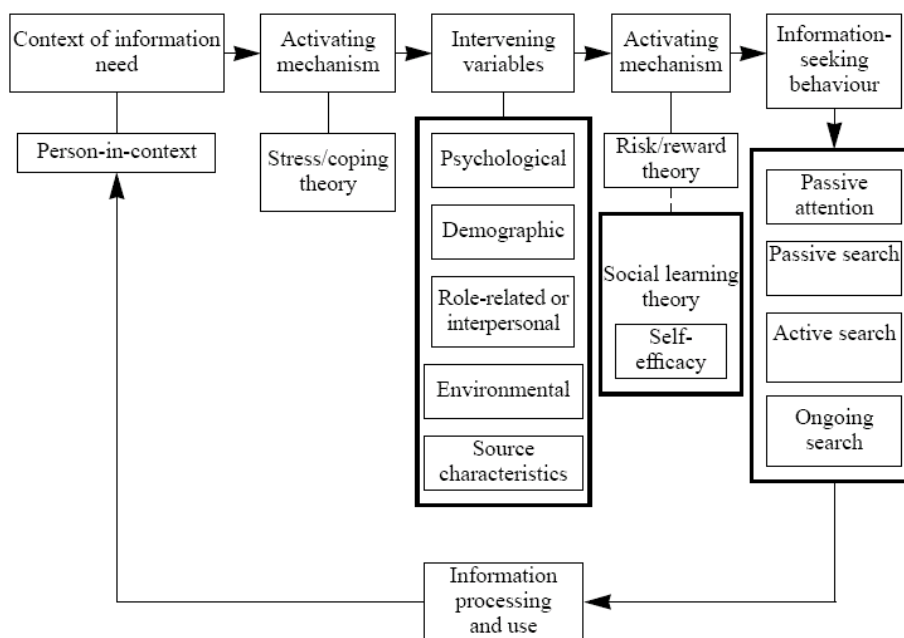 Context of information
need
Activating
mechanism
Intervening
variables
Activating
mechanism
Information-
seeking
behaviour
Person-in-context
Stress/coping
theory
Psychological
Demographic
Role-related or
interpersonal
Environmental
Source
characteristics
Risk/reward
theory
Social learning
theory
Self-
efficacy
Passive
attention
Passive search
Active search
Ongoing
search
Information
processing
and use